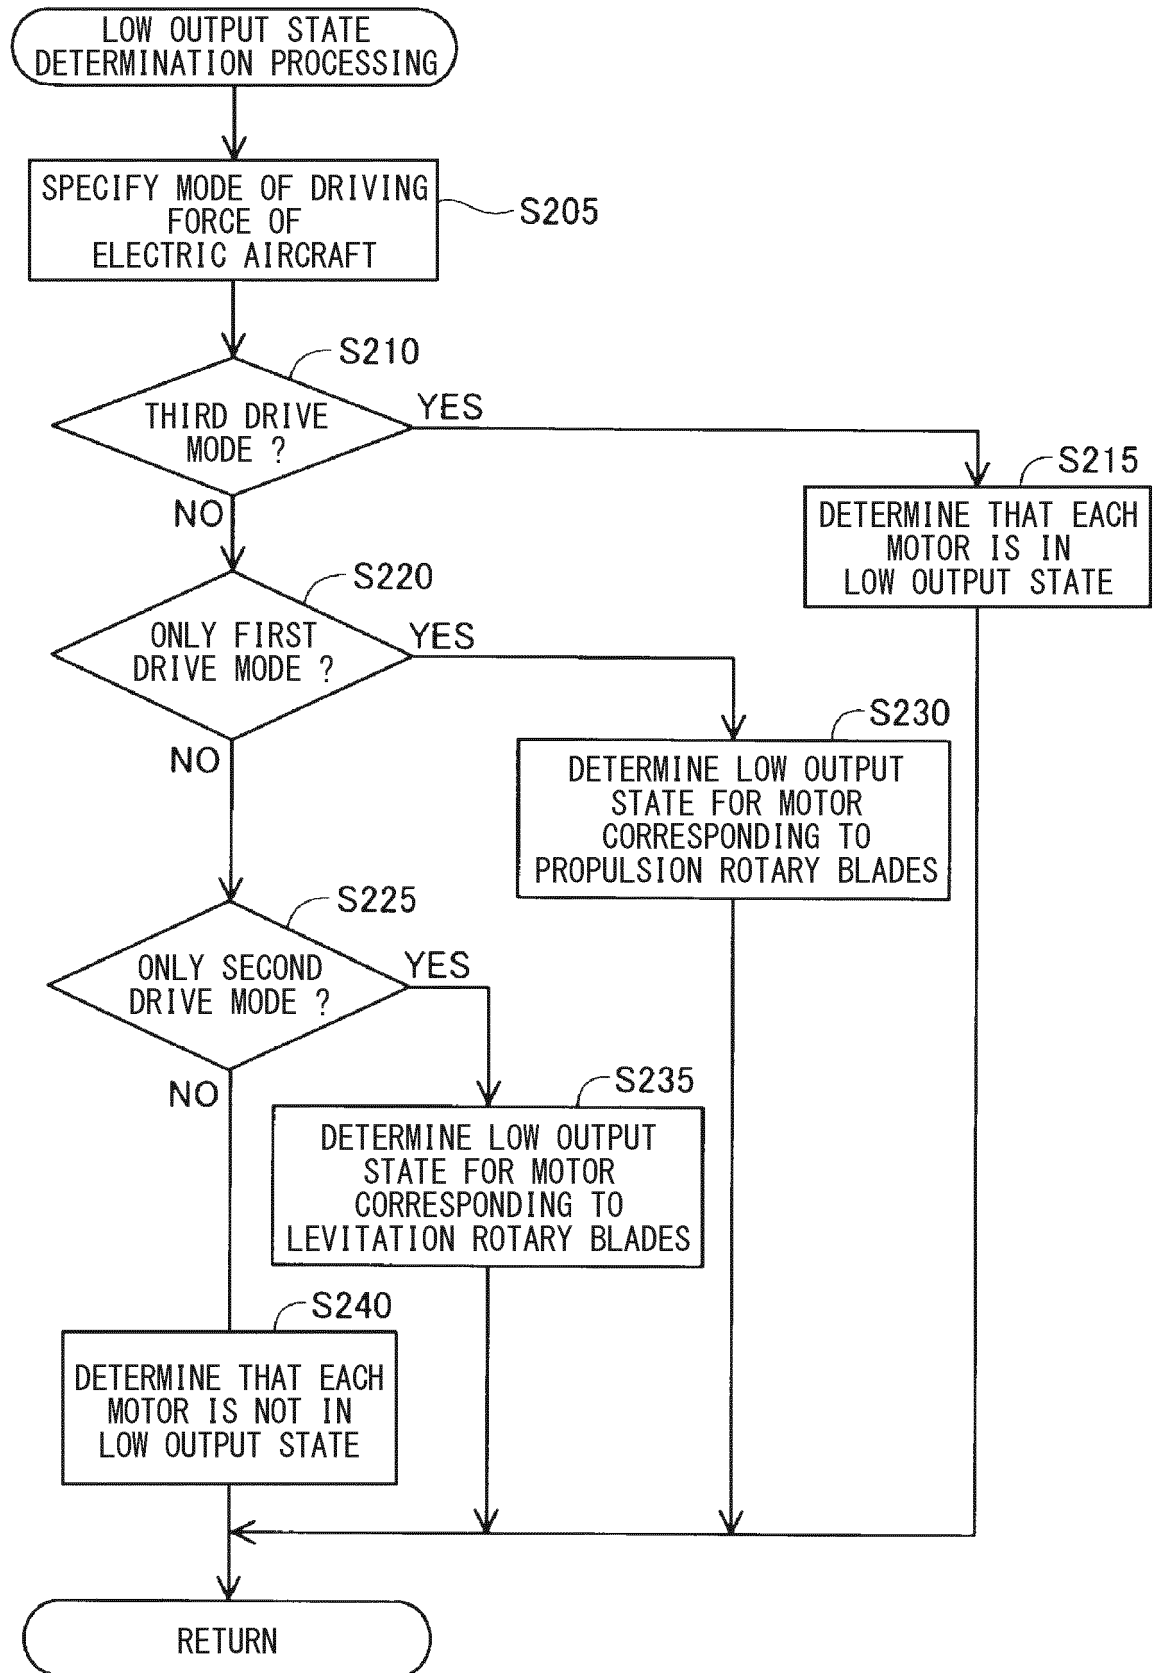 LOW OUTPUT STATE
DETERMINATION PROCESSING
SPECIFY MODE OF DRIVING
FORCE OF
ELECTRIC AIRCRAFT
S205
S210
THIRD DRIVE
MODE ?
YES
NO
S215
DETERMINE THAT EACH
MOTOR IS IN
LOW OUTPUT STATE
S220
ONLY FIRST
DRIVE MODE ?
YES
NO
S230
DETERMINE LOW OUTPUT
STATE FOR MOTOR
CORRESPONDING TO
PROPULSION ROTARY BLADES
S225
ONLY SECOND
DRIVE MODE ?
YES
NO
S235
DETERMINE LOW OUTPUT
STATE FOR MOTOR
CORRESPONDING TO
LEVITATION ROTARY BLADES
S240
DETERMINE THAT EACH
MOTOR IS NOT IN
LOW OUTPUT STATE
RETURN